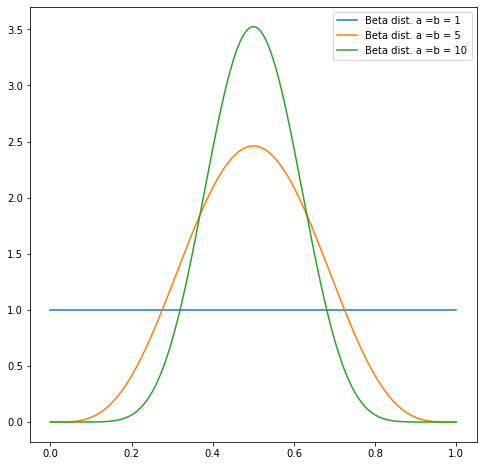 Beta dist. a =b = 1
Beta dist. a =b = 5
Beta dist. a =b = 10
3.5
3.0
2.5
2.0
1.5
1.0
0.5
0.0
0.0 0.2 0.4 0.6 0.8 1.0